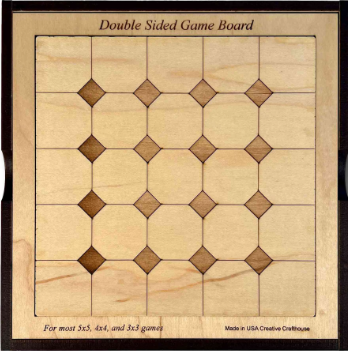 Double Sided Game Board
For most 5x5, 4x4, and 3x3 games
Made in USA Creative Crafthouse